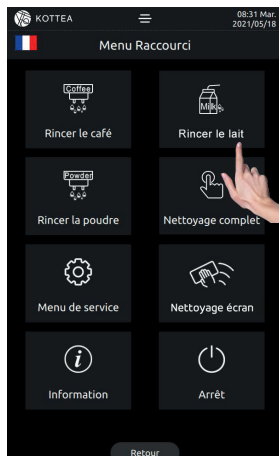 KOTTEA
08:31 Mar.
2021/05/18
Menu Raccourci
Coffee
Milk
Rincer le café
Rincer le lait
Powder
Rincer la poudre
Nettoyage complet
Menu de service
Nettoyage écran
i
Information
Arrêt
Retour